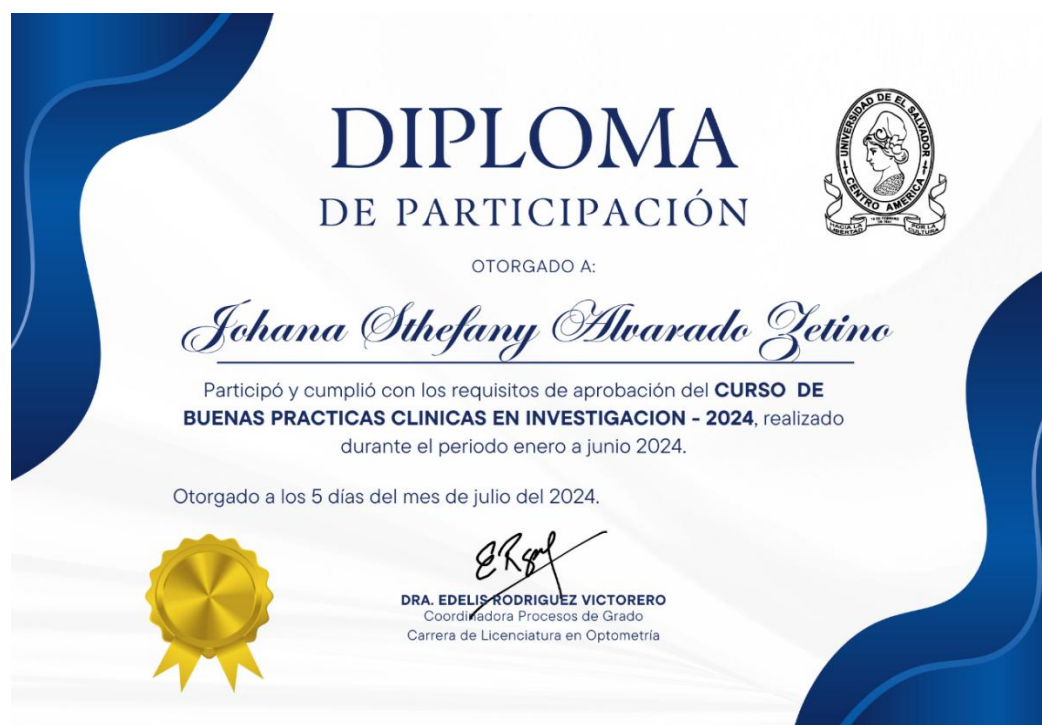 DIPLOMA
DE PARTICIPACIÓN
UNIVERSIDAD DE EL SALVADOR
CENTRO AMERICA
HACIA LA LIBERTAD
POR LA CULTURA
OTORGADO A:
Johana Sthefany Alvarado Zetino
Participó y cumplió con los requisitos de aprobación del CURSO DE
BUENAS PRACTICAS CLINICAS EN INVESTIGACION - 2024, realizado
durante el periodo enero a junio 2024.
Otorgado a los 5 días del mes de julio del 2024.
DRA. EDELIS RODRIGUEZ VICTORERO
Coordinadora Procesos de Grado
Carrera de Licenciatura en Optometría